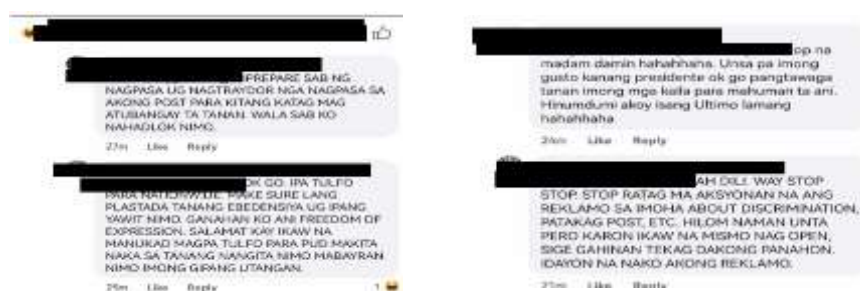 PREPARE SAB NG
NAGPASA UG NAGTRAYDOR NGA NAGPASA SA
AKONG POST PARA KITANG KATAG MAG
ATUBANGAY TA TANAN. WALA SAB KO
NAHADLOK NIMO.
27m Like Reply
OK GO. IPA TULFO
PARA NATIONWIDE. MAKE SURE LANG
PLASTADA TANANG EBEDENSIYA UG IPANG
YAWIT NIMO. GANAHAN KO ANI FREEDOM OF
EXPRESSION. SALAMAT KAY IKAW NA
MANUKAD MAGPA TULFO PARA PUD MAKITA
NAKA SA TANANG NANGITA NIMO MABAYRAN
NIMO IMONG GIPANG UTANGAN.
25m Like Reply
1
op na
madam damin hahahhaha. Unsa pa imong
gusto kanang presidente ok go pangtawaga
tanan imong mga kaila para mahuman ta ani.
Hinumdumi akoy isang Ultimo lamang
hahahhaha
24m Like Reply
AH DILI. WAY STOP
STOP. STOP RATAG MA AKSYONAN NA ANG
REKLAMO SA IMOHA ABOUT DISCRIMINATION,
PATAKAG POST, ETC. HILOM NAMAN UNTA
PERO KARON IKAW NA MISMO NAG OPEN,
SIGE GAHINAN TEKAG DAKONG PANAHON.
IDAYON NA NAKO AKONG REKLAMO.
21m Like Reply